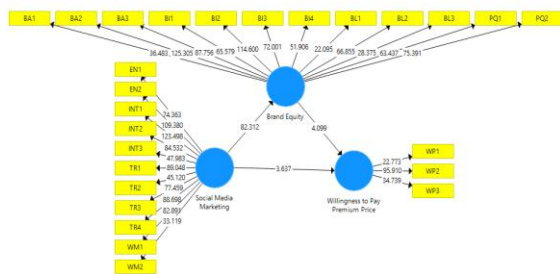 BA1 BA2 BA3 BI1 BI2 BI3 BI4 BL1 BL2 BL3 PQ1 PQ2
36.483 125.305 87.756 65.579 114.600 72.001 51.906 22.095 66.855 28.375 63.437 75.391
Brand Equity
EN1
EN2
INT1
INT2
INT3
TR1
TR2
TR3
TR4
WM1
WM2
74.363
109.380
123.498
84.532
47.983
89.048
45.120
77.459
88.698
82.891
33.119
Social Media
Marketing
82.312
4.099
3.637
Willingness to Pay
Premium Price
22.773
95.910
34.739
WP1
WP2
WP3